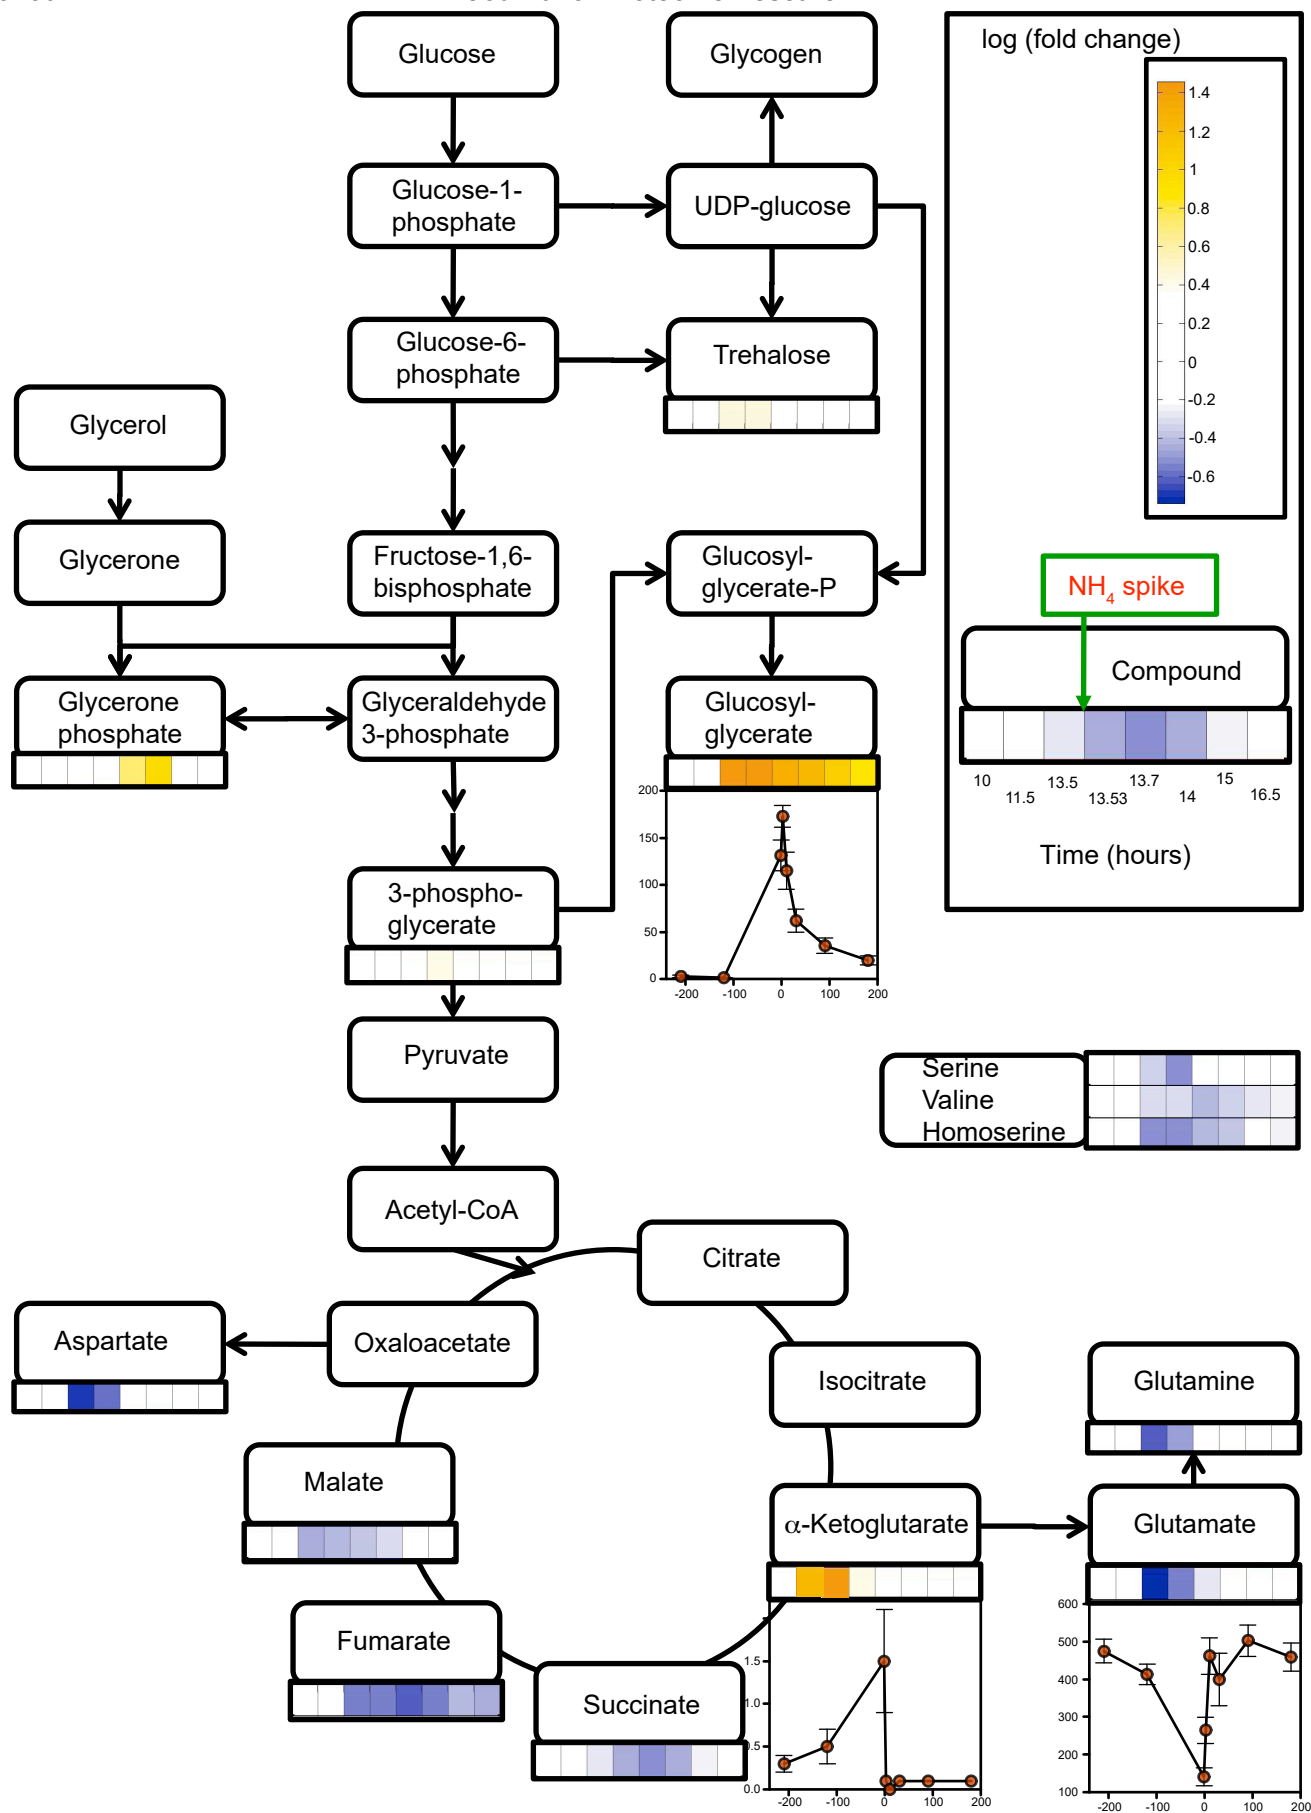 Glucose
Glycogen
log (fold change)
1.4
1.2
1
0.8
0.6
0.4
0.2
0
-0.2
-0.4
-0.6
Glucose-1-
phosphate
UDP-glucose
Glucose-6-
phosphate
Trehalose
Glycerol
Glycerone
Fructose-1,6-
bisphosphate
Glucosyl-
glycerate-P
NH4 spike
Compound
10
11.5
13.5
13.53
13.7
14
15
16.5
Time (hours)
Glycerone
phosphate
Glyceraldehyde
3-phosphate
Glucosyl-
glycerate
200
150
100
50
0
-200 -100 0 100 200
3-phospho-
glycerate
Pyruvate
Serine
Valine
Homoserine
Acetyl-CoA
Citrate
Aspartate
Oxaloacetate
Isocitrate
Glutamine
Malate
α-Ketoglutarate
Glutamate
Fumarate
Succinate
1.5
1.0
0.5
0.0
-200 -100 0 100 200
600
500
400
300
200
100
-200 -100 0 100 200